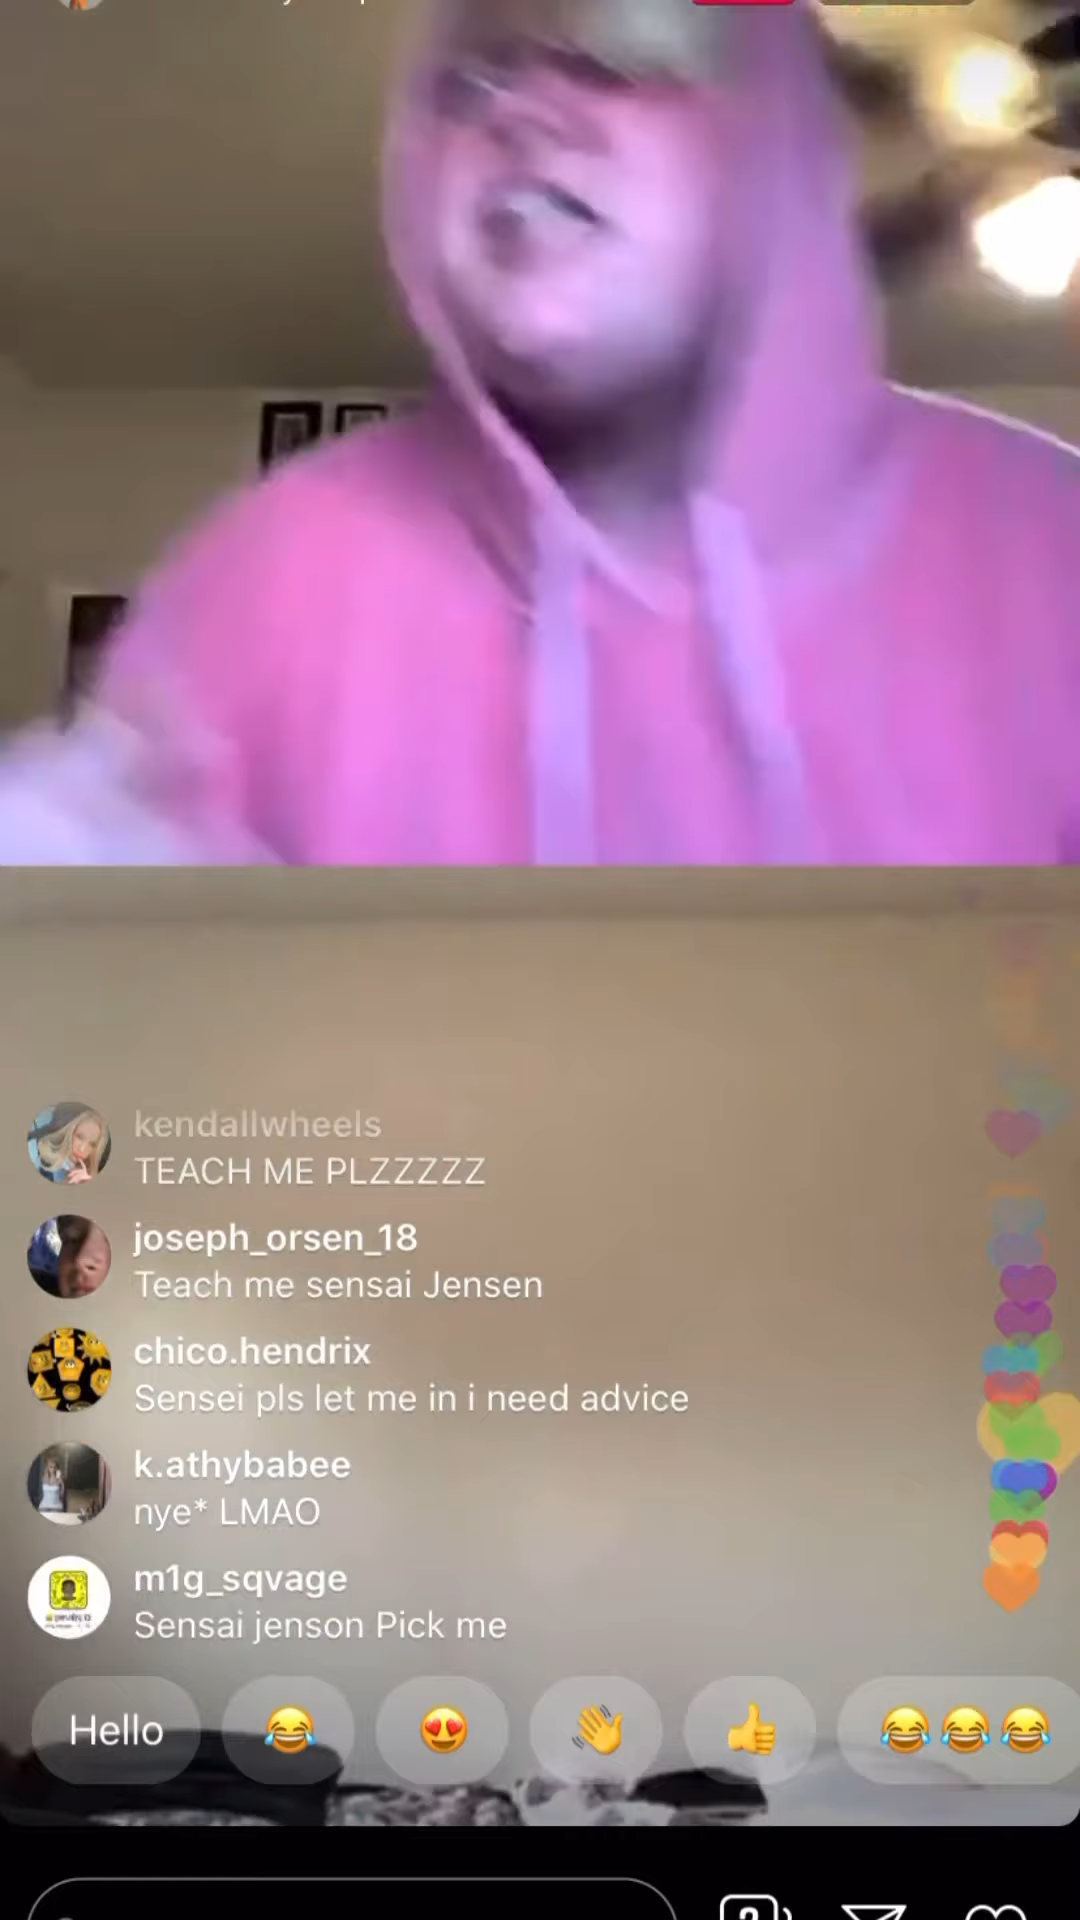 kendallwheels
TEACH ME PLZZZZZ
joseph_orsen_18
Teach me sensai Jensen
chico.hendrix
Sensei pls let me in i need advice
k.athybabee
nye* LMAO
m1g_sqvage
Sensai jenson Pick me
Hello